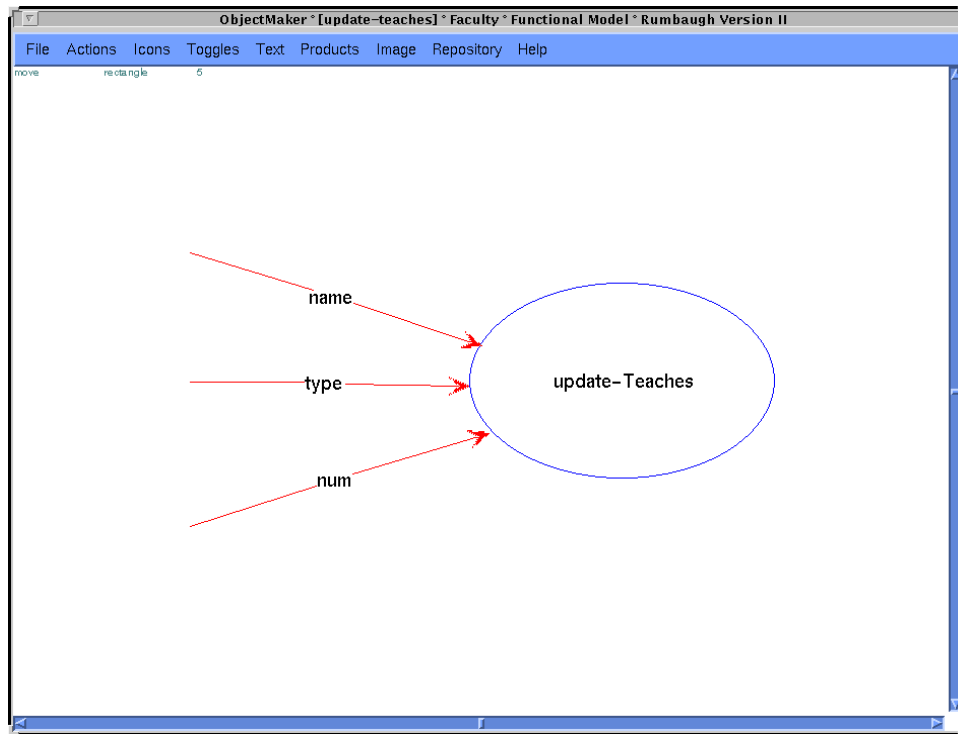 ObjectMaker * [update-teaches] * Faculty * Functional Model * Rumbaugh Version II
File Actions Icons Toggles Text Products Image Repository Help
move rectangle 5
name
type
update-Teaches
num